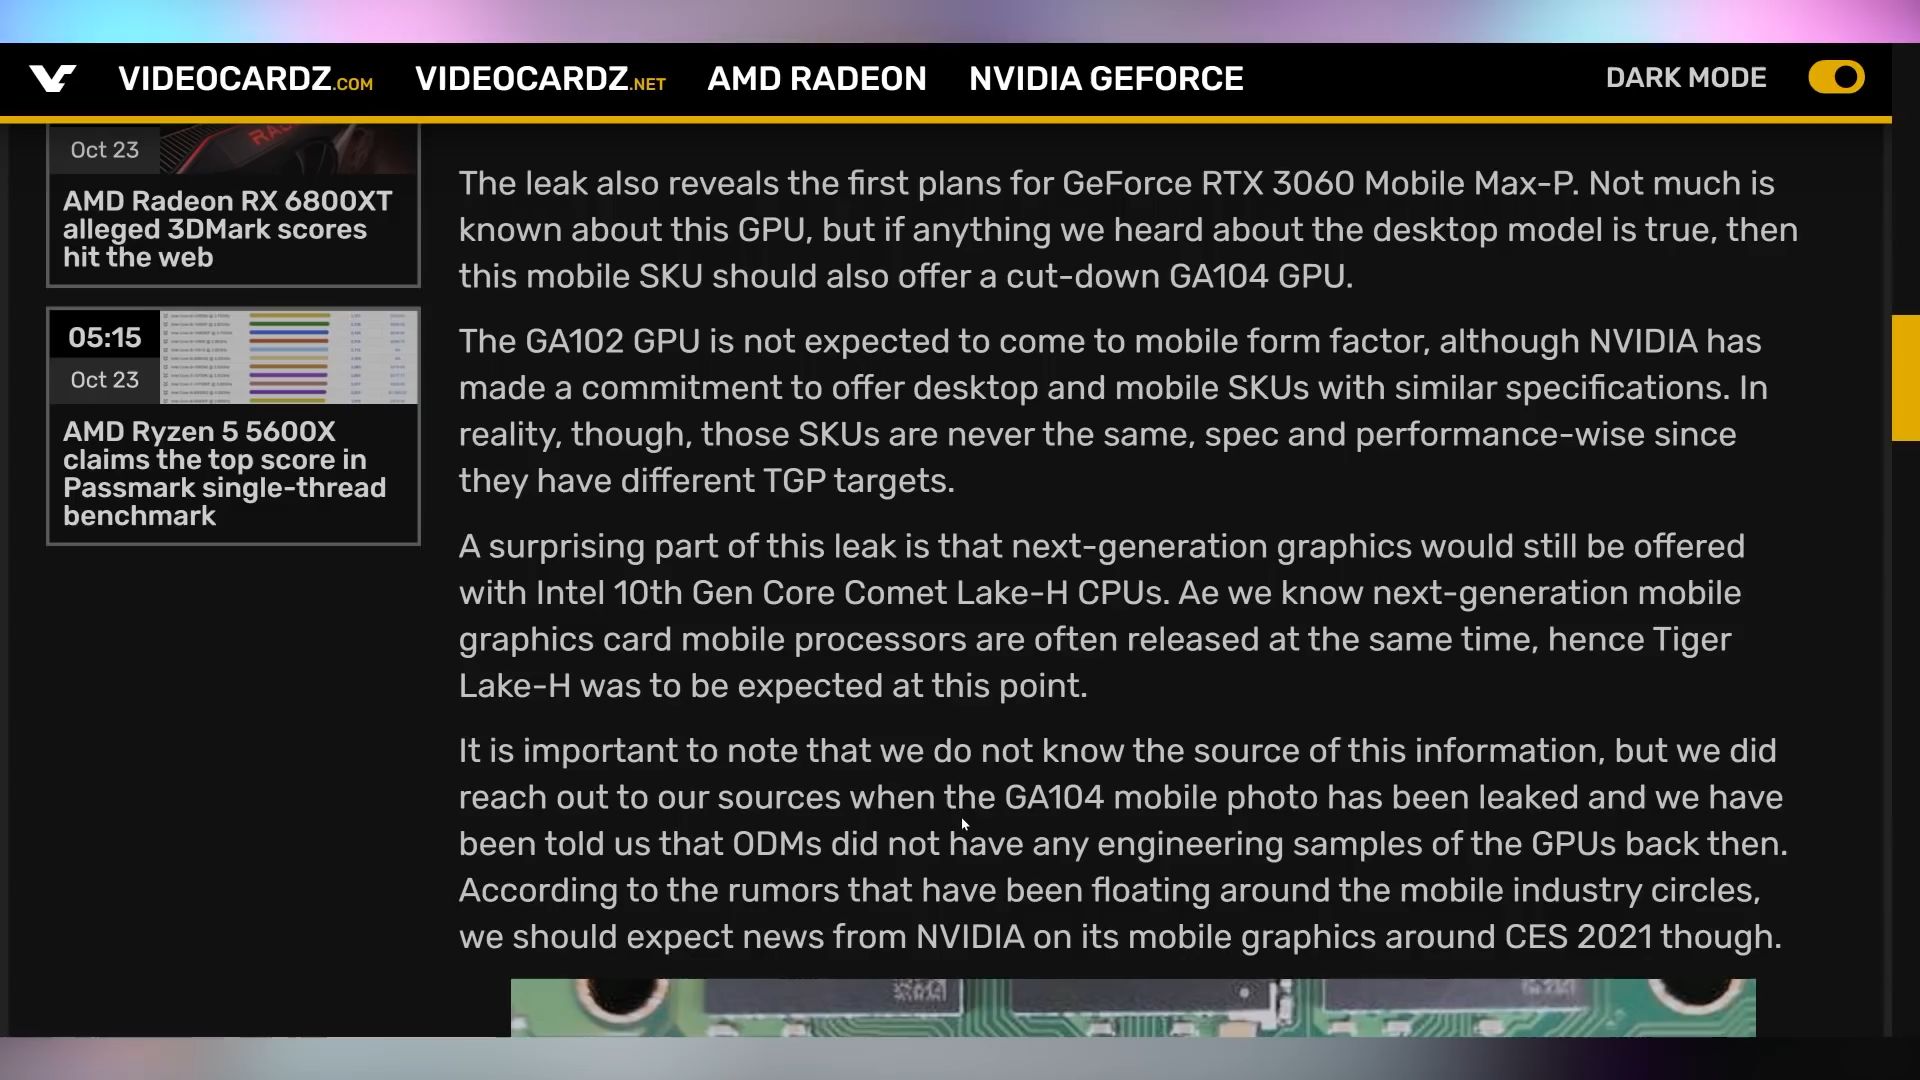 VIDEOCARDZ.COM VIDEOCARDZ.NET AMD RADEON NVIDIA GEFORCE DARK MODE
Oct 23
AMD Radeon RX 6800XT
alleged 3DMark scores
hit the web
05:15
Oct 23
AMD Ryzen 5 5600X
claims the top score in
Passmark single-thread
benchmark
The leak also reveals the first plans for GeForce RTX 3060 Mobile Max-P. Not much is
known about this GPU, but if anything we heard about the desktop model is true, then
this mobile SKU should also offer a cut-down GA104 GPU.
The GA102 GPU is not expected to come to mobile form factor, although NVIDIA has
made a commitment to offer desktop and mobile SKUs with similar specifications. In
reality, though, those SKUs are never the same, spec and performance-wise since
they have different TGP targets.
A surprising part of this leak is that next-generation graphics would still be offered
with Intel 10th Gen Core Comet Lake-H CPUs. Ae we know next-generation mobile
graphics card mobile processors are often released at the same time, hence Tiger
Lake-H was to be expected at this point.
It is important to note that we do not know the source of this information, but we did
reach out to our sources when the GA104 mobile photo has been leaked and we have
been told us that ODMs did not have any engineering samples of the GPUs back then.
According to the rumors that have been floating around the mobile industry circles,
we should expect news from NVIDIA on its mobile graphics around CES 2021 though.